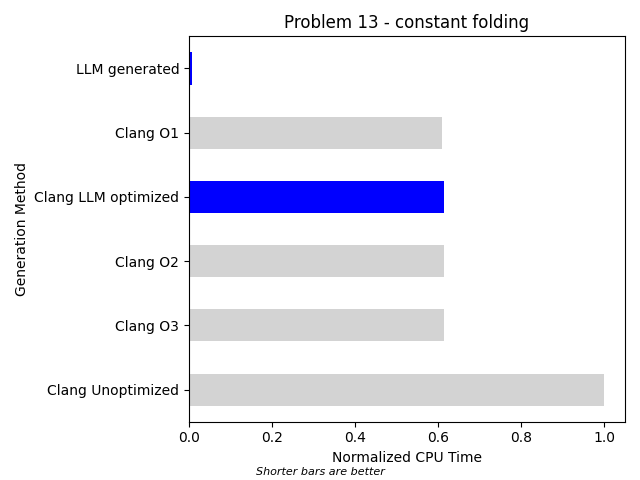 Problem 13 - constant folding
LLM generated
Clang O1
Clang LLM optimized
Clang O2
Clang O3
Clang Unoptimized
Generation Method
0.0 0.2 0.4 0.6 0.8 1.0
Normalized CPU Time
Shorter bars are better